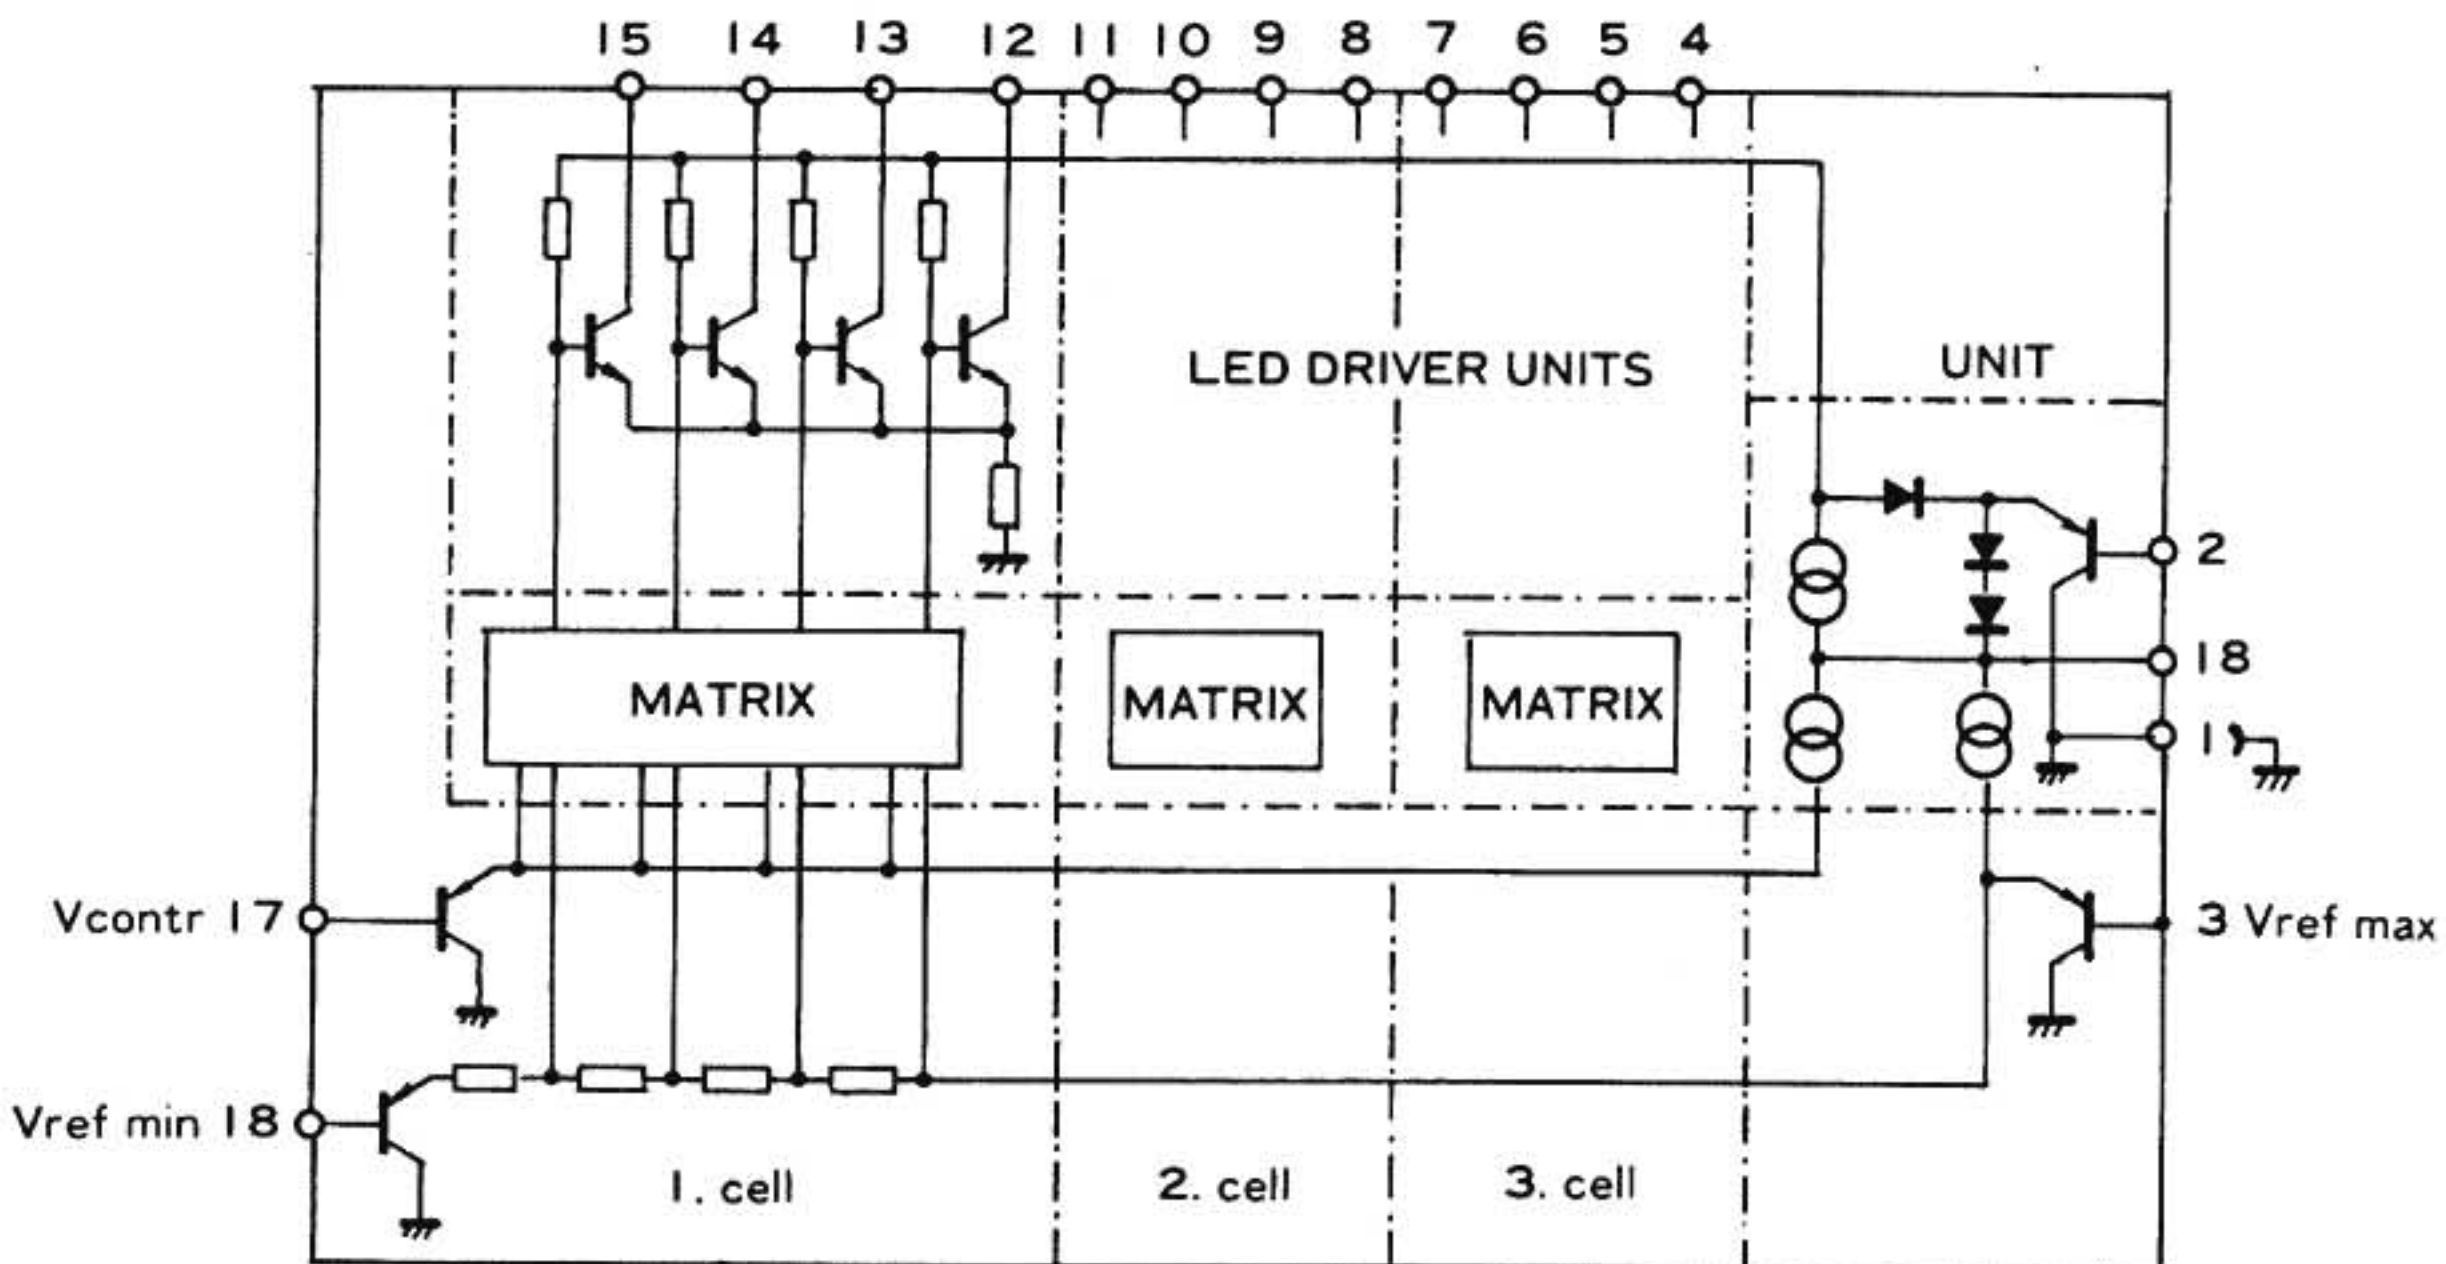 15 14 13 12 11 10 9 8 7 6 5 4
LED DRIVER UNITS
UNIT
2
18
1
MATRIX
MATRIX
MATRIX
Vcontr 17
3 Vref max
Vref min 18
1. cell
2. cell
3. cell